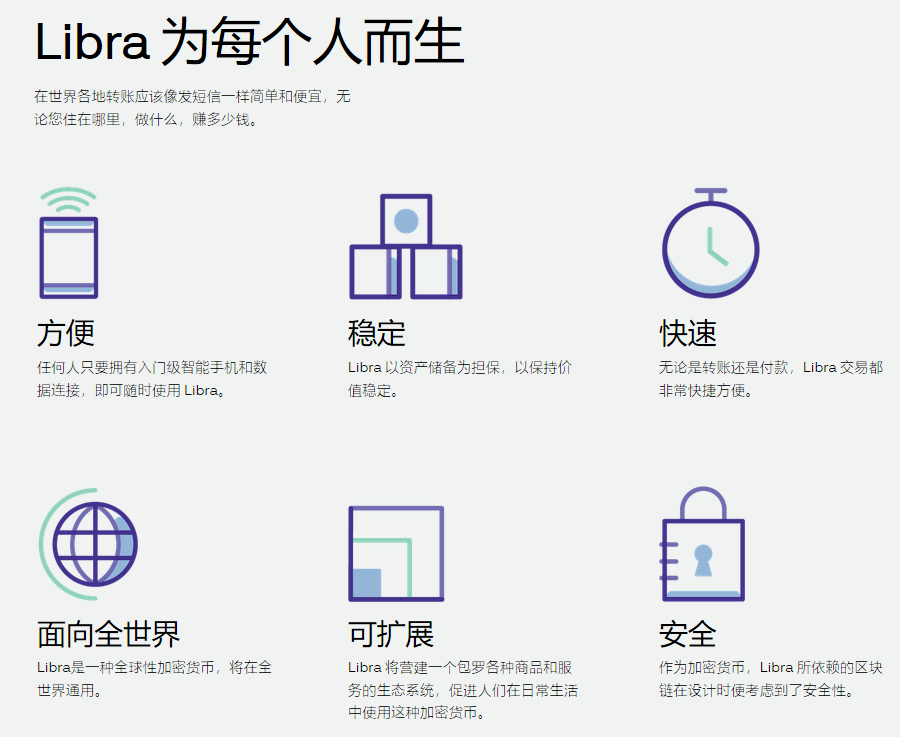 Libra 为每个人而生
在世界各地转账应该像发短信一样简单和便宜，无
论您住在哪里，做什么，赚多少钱。
方便
任何人只要拥有入门级智能手机和数
据连接，即可随时使用 Libra。
稳定
Libra 以资产储备为担保，以保持价
值稳定。
快速
无论是转账还是付款，Libra 交易都
非常快捷方便。
面向全世界
Libra是一种全球性加密货币，将在全
世界通用。
可扩展
Libra 将营建一个包罗各种商品和服
务的生态系统，促进人们在日常生活
中使用这种加密货币。
安全
作为加密货币，Libra 所依赖的区块
链在设计时便考虑到了安全性。